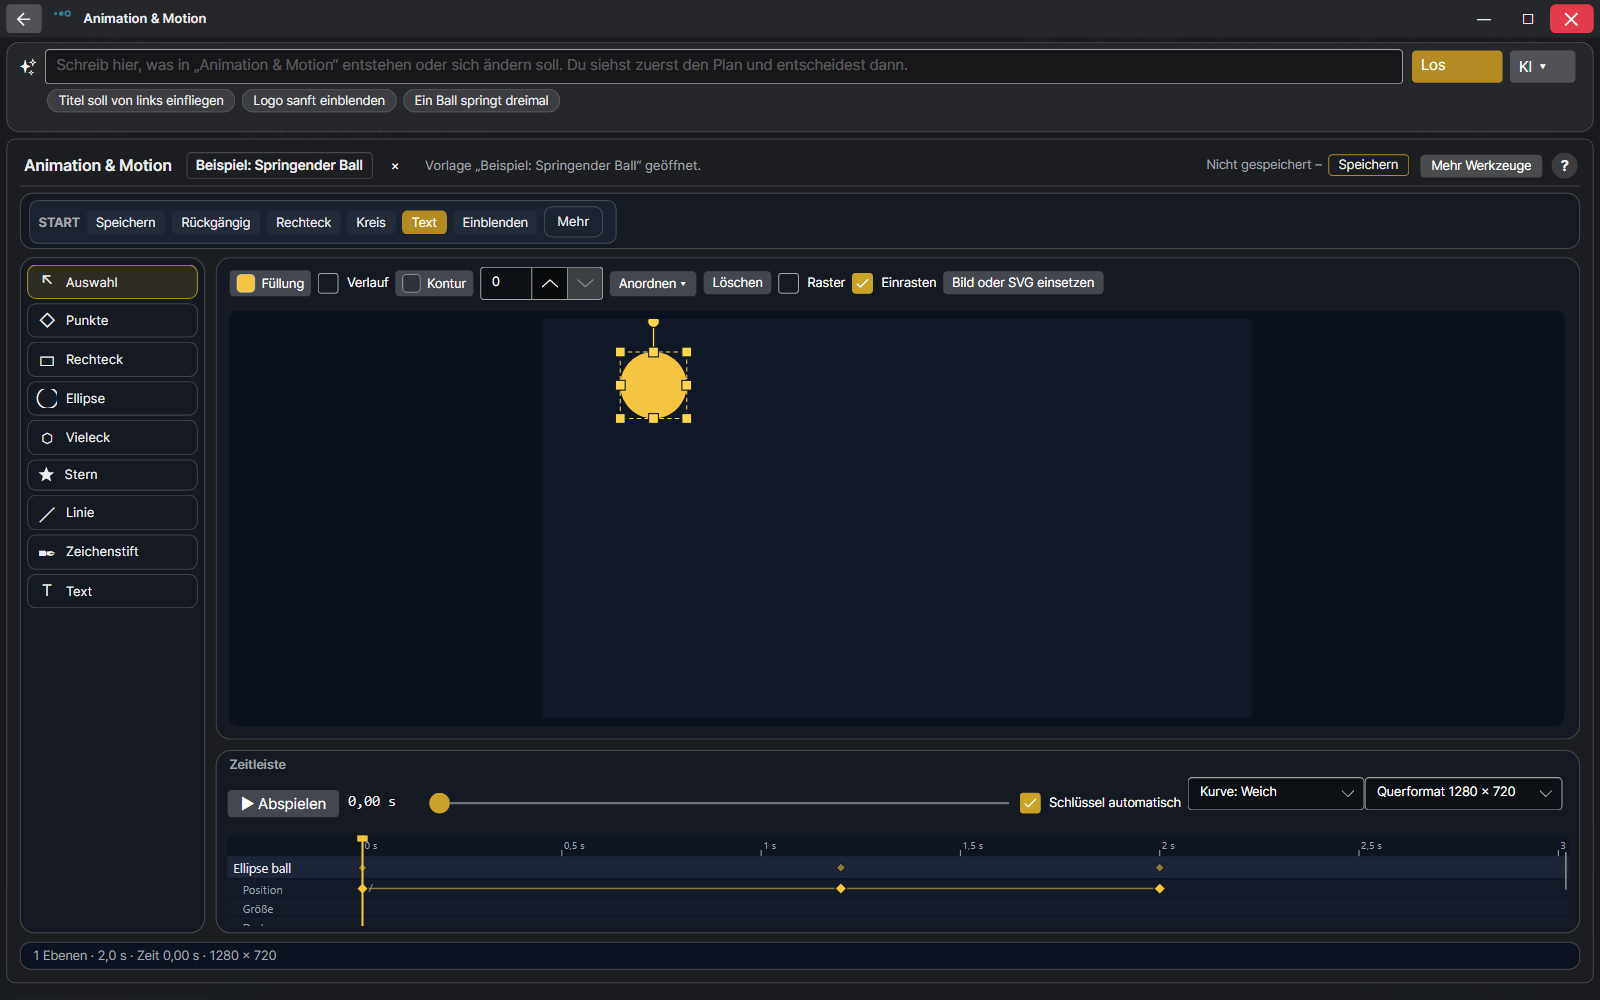 Animation & Motion
Schreib hier, was in „Animation & Motion“ entstehen oder sich ändern soll. Du siehst zuerst den Plan und entscheidest dann.
Los
KI
Titel soll von links einfliegen
Logo sanft einblenden
Ein Ball springt dreimal
Animation & Motion
Beispiel: Springender Ball
×
Vorlage „Beispiel: Springender Ball“ geöffnet.
Nicht gespeichert –
Speichern
Mehr Werkzeuge
?
START
Speichern
Rückgängig
Rechteck
Kreis
Text
Einblenden
Mehr
Auswahl
Punkte
Rechteck
Ellipse
Vieleck
Stern
Linie
Zeichenstift
T Text
Füllung
Verlauf
Kontur
0
Anordnen
Löschen
Raster
Einrasten
Bild oder SVG einsetzen
Zeitleiste
Abspielen
0,00 s
Schlüssel automatisch
Kurve: Weich
Querformat 1280 × 720
0 s
0,5 s
1 s
1,5 s
2 s
2,5 s
3
Ellipse ball
Position
Größe
1 Ebenen · 2,0 s · Zeit 0,00 s · 1280 × 720